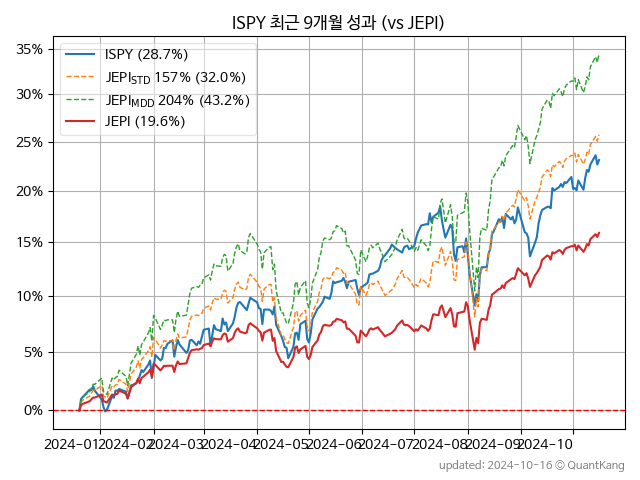 ISPY 최근 9개월 성과 (vs JEPI)
ISPY (28.7%)
JEPISTD 157% (32.0%)
JEPIMDD 204% (43.2%)
JEPI (19.6%)
35%
30%
25%
20%
15%
10%
5%
0%
2024-01 2024-02 2024-03 2024-04 2024-05 2024-06 2024-07 2024-08 2024-09 2024-10
updated: 2024-10-16 © QuantKang